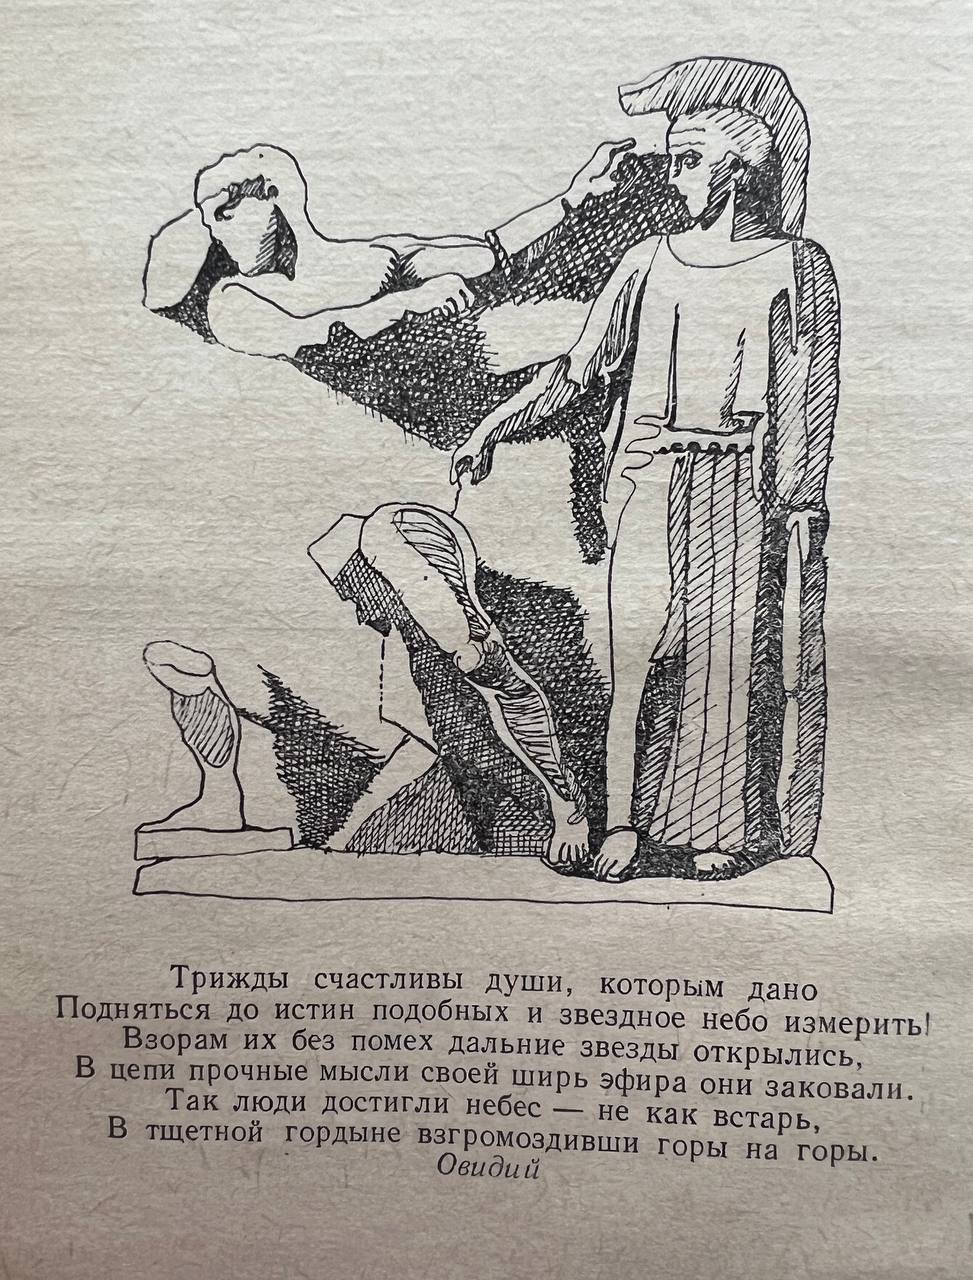 Трижды счастливы души, которым дано
Подняться до истин подобных и звездное небо измерить!
Взорам их без помех дальние звезды открылись,
В цепи прочные мысли своей ширь эфира они заковали.
Так люди достигли небес — не как встарь,
В тщетной гордыне взгромоздивши горы на горы.
Овидий